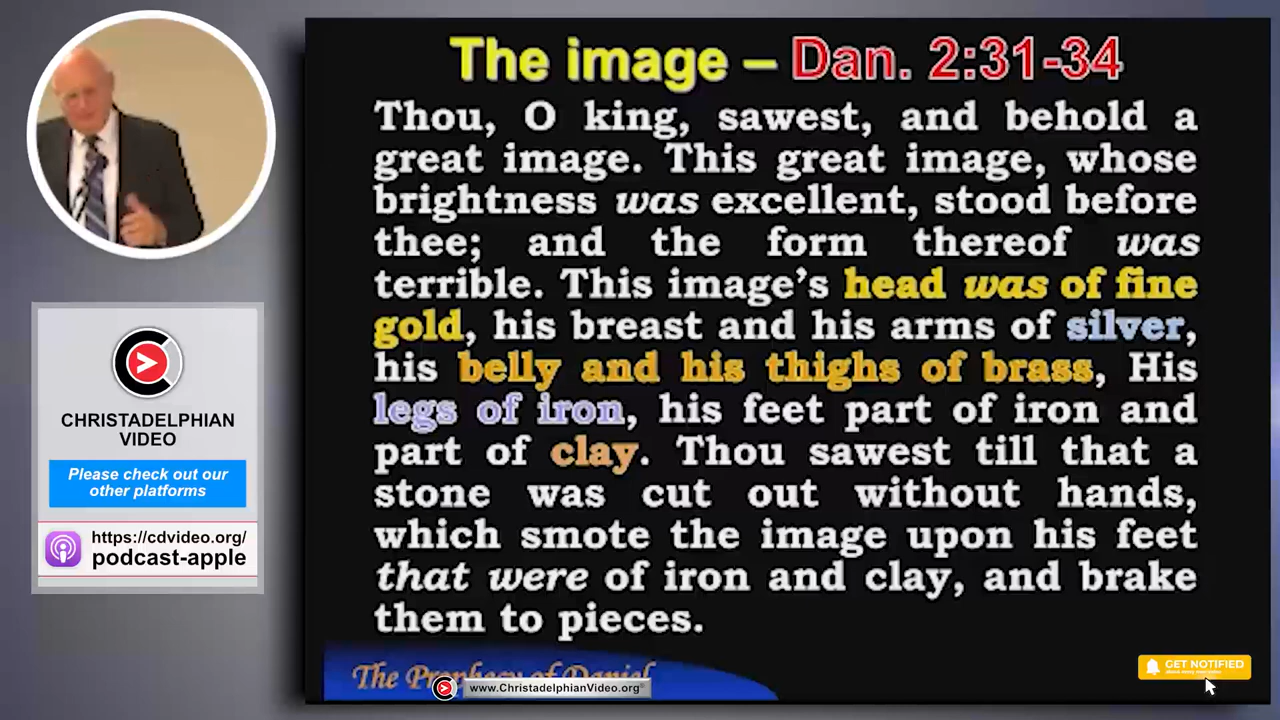 The image – Dan. 2:31-34
Thou, O king, sawest, and behold a
great image. This great image, whose
brightness was excellent, stood before
thee; and the form thereof was
terrible. This image's head was of fine
gold, his breast and his arms of silver,
his belly and his thighs of brass, His
legs of iron, his feet part of iron and
part of clay. Thou sawest till that a
stone was cut out without hands,
which smote the image upon his feet
that were of iron and clay, and brake
them to pieces.
CHRISTADELPHIAN
VIDEO
Please check out our
other platforms
https://cdvideo.org/
podcast-apple
The Prophecy of Daniel
www.ChristadelphianVideo.org
GET NOTIFIED